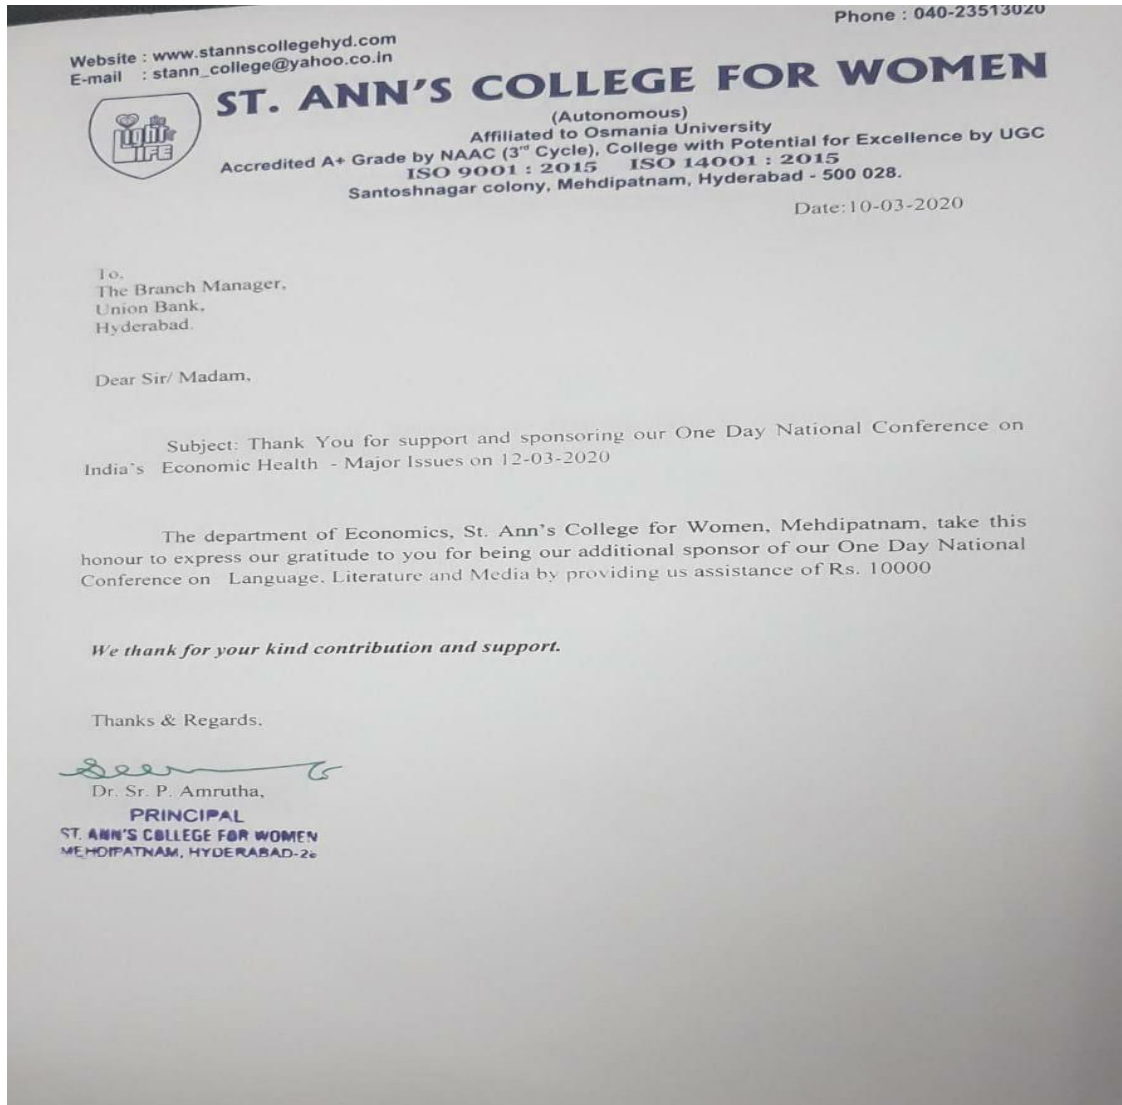 Phone : 040-23513020
Website : www.stannscollegehyd.com
E-mail : stann_college@yahoo.co.in
ST. ANN'S COLLEGE FOR WOMEN
(Autonomous)
Affiliated to Osmania University
Accredited A+ Grade by NAAC (3rd Cycle), College with Potential for Excellence by UGC
ISO 9001 : 2015 ISO 14001 : 2015
Santoshnagar colony, Mehdipatnam, Hyderabad - 500 028.
light
LIFE
Date:10-03-2020
To,
The Branch Manager,
Union Bank,
Hyderabad.
Dear Sir/ Madam,
Subject: Thank You for support and sponsoring our One Day National Conference on
India's Economic Health - Major Issues on 12-03-2020
The department of Economics, St. Ann's College for Women, Mehdipatnam, take this
honour to express our gratitude to you for being our additional sponsor of our One Day National
Conference on Language, Literature and Media by providing us assistance of Rs. 10000
We thank for your kind contribution and support.
Thanks & Regards.
Dr. Sr. P. Amrutha,
PRINCIPAL
ST. ANN'S COLLEGE FOR WOMEN
MEHDIPATNAM, HYDERABAD-28